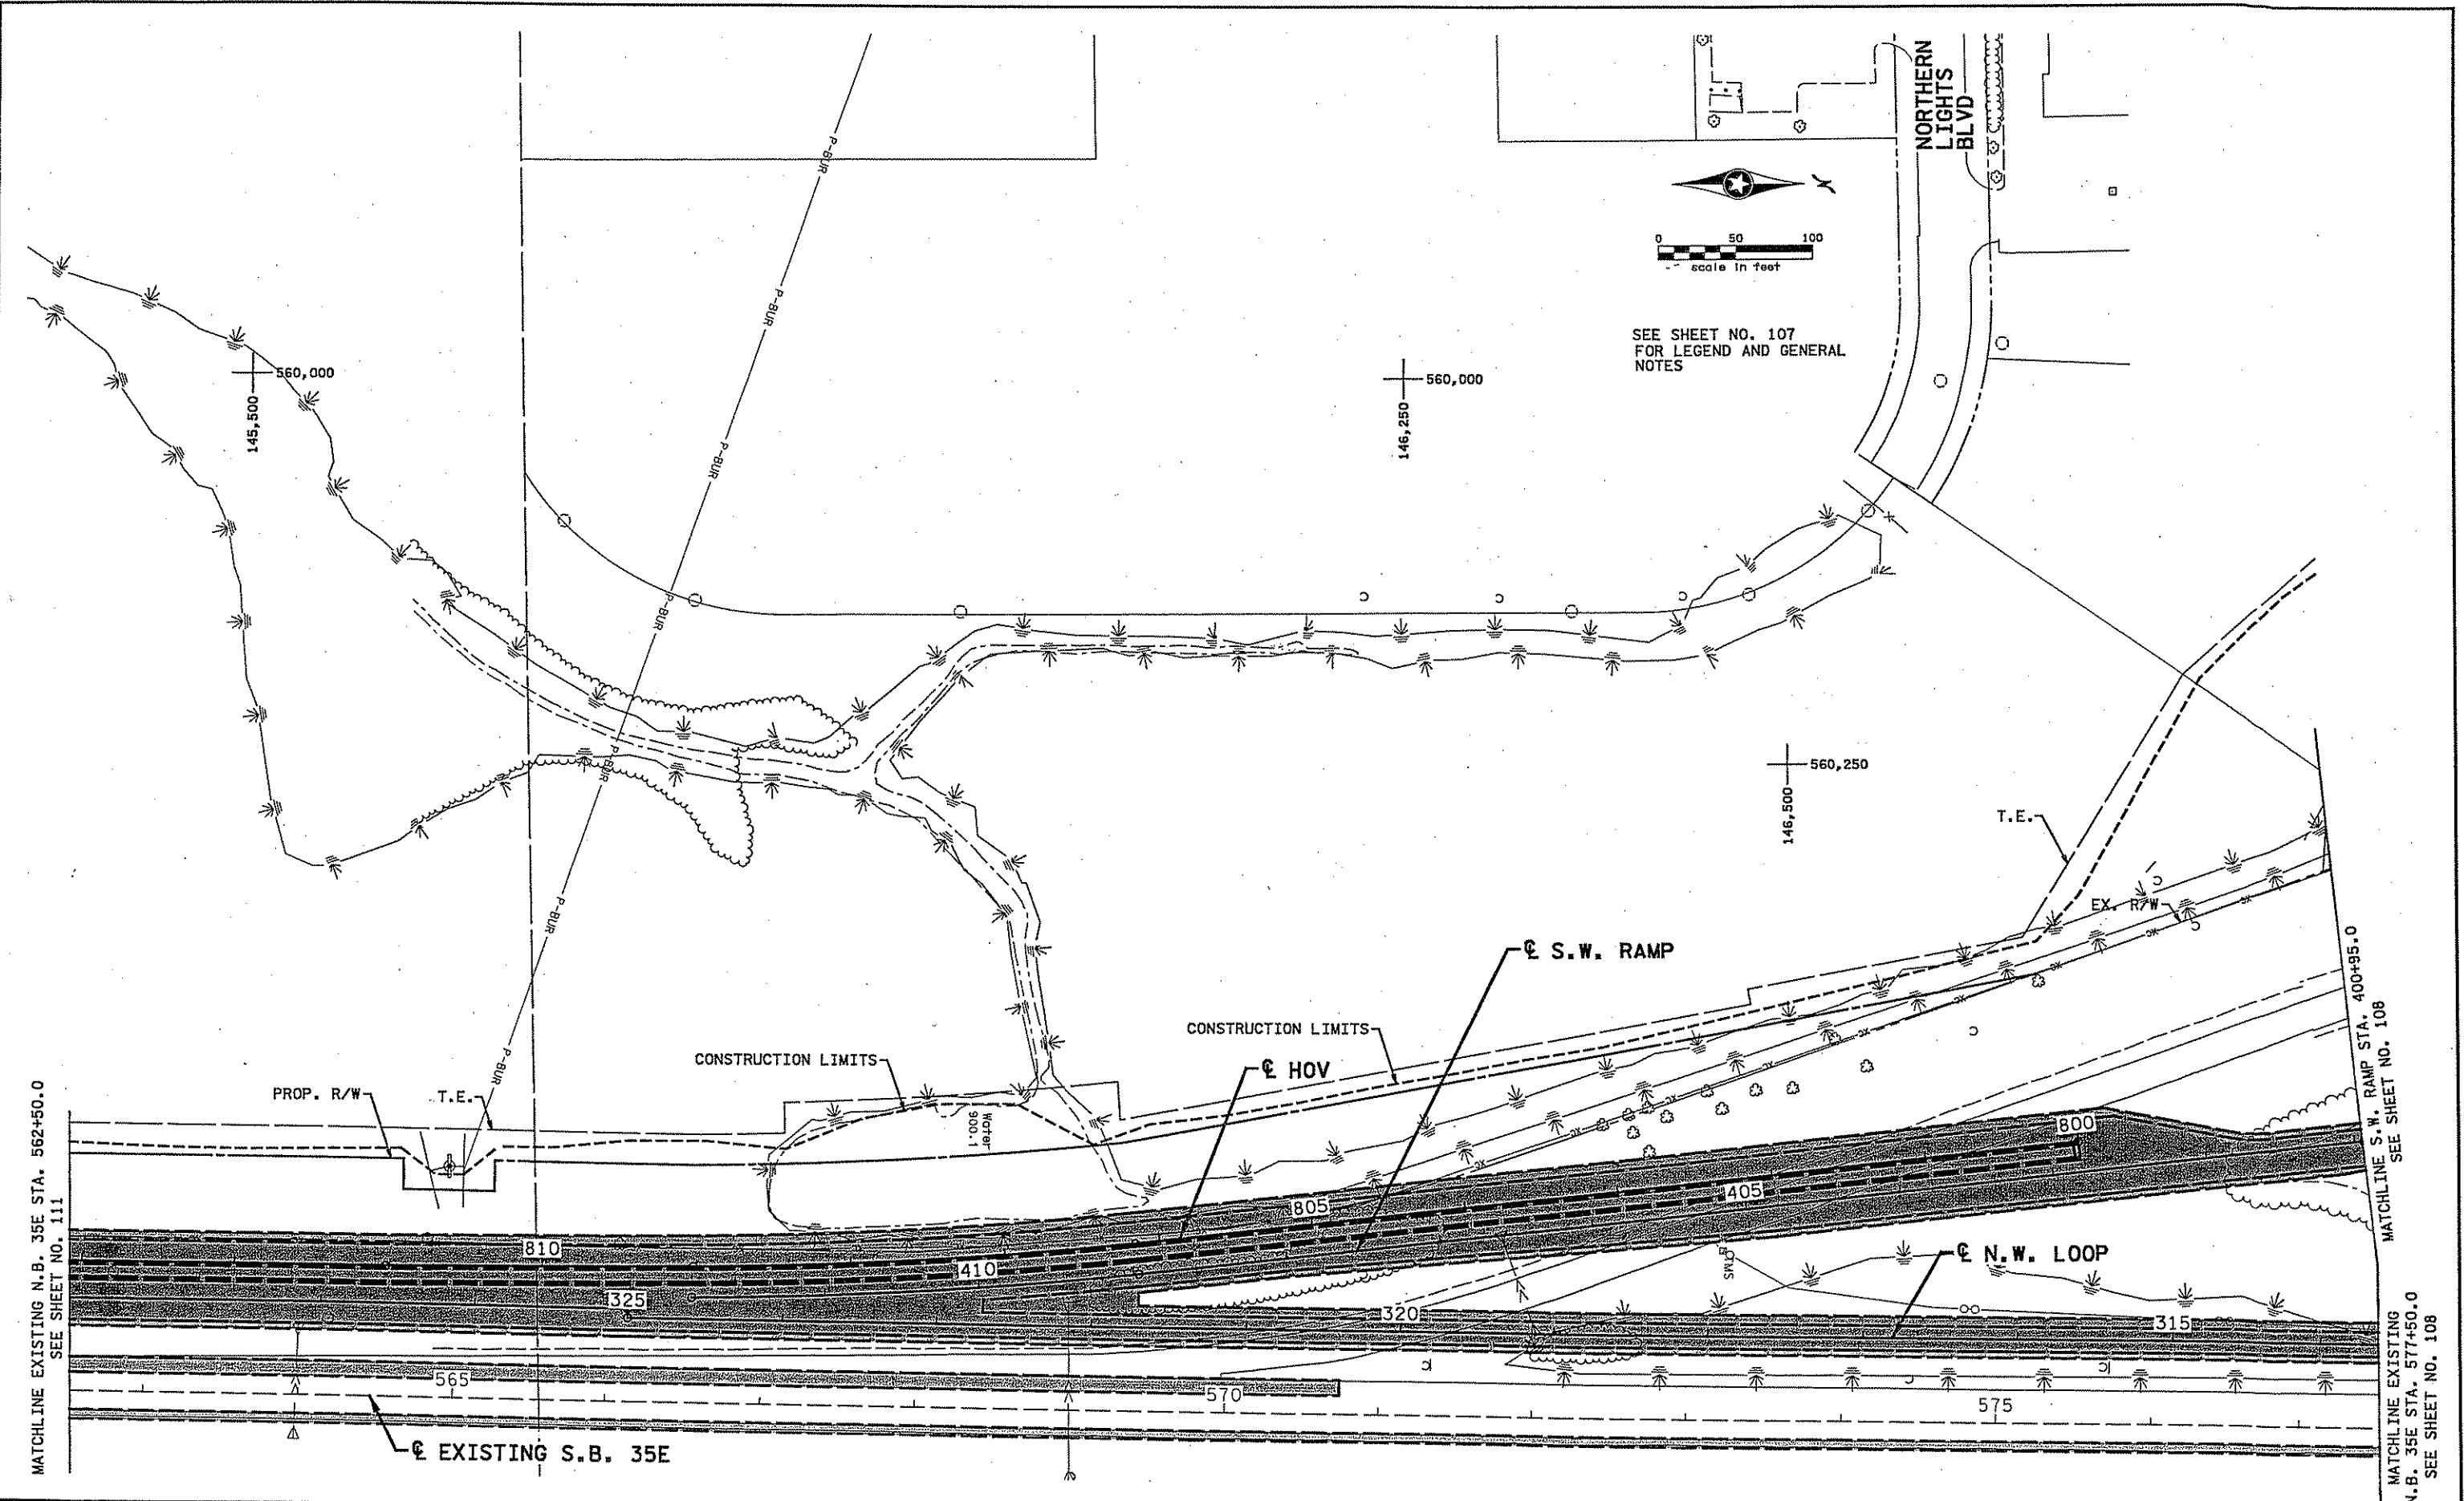 NORTHERN
LIGHTS
BLVD
N
0 50 100
scale in feet
SEE SHEET NO. 107
FOR LEGEND AND GENERAL
NOTES
560,000
145,500
560,000
146,250
560,250
146,500
P-BUR
P-BUR
P-BUR
P-BUR
P-BUR
P-BUR
P-BUR
T.E.
EX. R/W
℄ S.W. RAMP
CONSTRUCTION LIMITS
℄ HOV
CONSTRUCTION LIMITS
PROP. R/W
T.E.
Water
900.1
800
805
405
810
410
325
℄ N.W. LOOP
TMS
320
315
565
570
575
℄ EXISTING S.B. 35E
MATCHLINE EXISTING N.B. 35E STA. 562+50.0
SEE SHEET NO. 111
MATCHLINE S.W. RAMP STA. 400+95.0
SEE SHEET NO. 108
MATCHLINE EXISTING
N.B. 35E STA. 577+50.0
SEE SHEET NO. 108